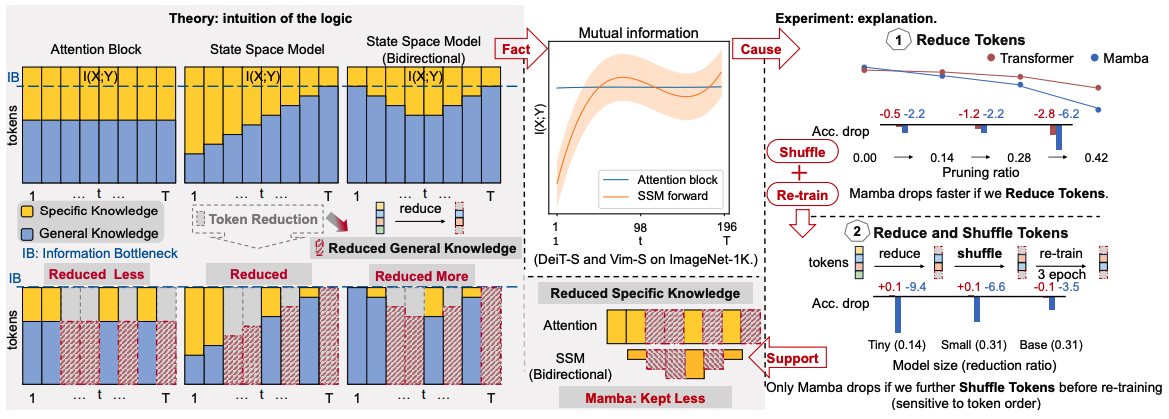 Theory: intuition of the logic
Attention Block
State Space Model
State Space Model
(Bidirectional)
IB
I(X;Y)
I(X;Y)
I(X;Y)
tokens
1 ... t ... T
1 ... t ... T
1 ... t ... T
Specific Knowledge
General Knowledge
IB: Information Bottleneck
Token Reduction
reduce
Reduced General Knowledge
Reduced Less
Reduced
Reduced More
IB
tokens
1 ... t ... T
1 ... t ... T
1 ... t ... T
Fact
Mutual information
I(X;Y)
Attention block
SSM forward
1 98 196
1 t T
(DeiT-S and Vim-S on ImageNet-1K.)
Reduced Specific Knowledge
Attention
SSM
(Bidirectional)
Mamba: Kept Less
Cause
Shuffle
+
Re-train
Support
Experiment: explanation.
1 Reduce Tokens
Transformer Mamba
-0.5 -2.2 -1.2 -2.2 -2.8 -6.2
Acc. drop
0.00 → 0.14 → 0.28 → 0.42
Pruning ratio
Mamba drops faster if we Reduce Tokens.
2 Reduce and Shuffle Tokens
tokens reduce shuffle re-train
3 epoch
+0.1 -9.4 +0.1 -6.6 -0.1 -3.5
Acc. drop
Tiny (0.14) Small (0.31) Base (0.31)
Model size (reduction ratio)
Only Mamba drops if we further Shuffle Tokens before re-training
(sensitive to token order)